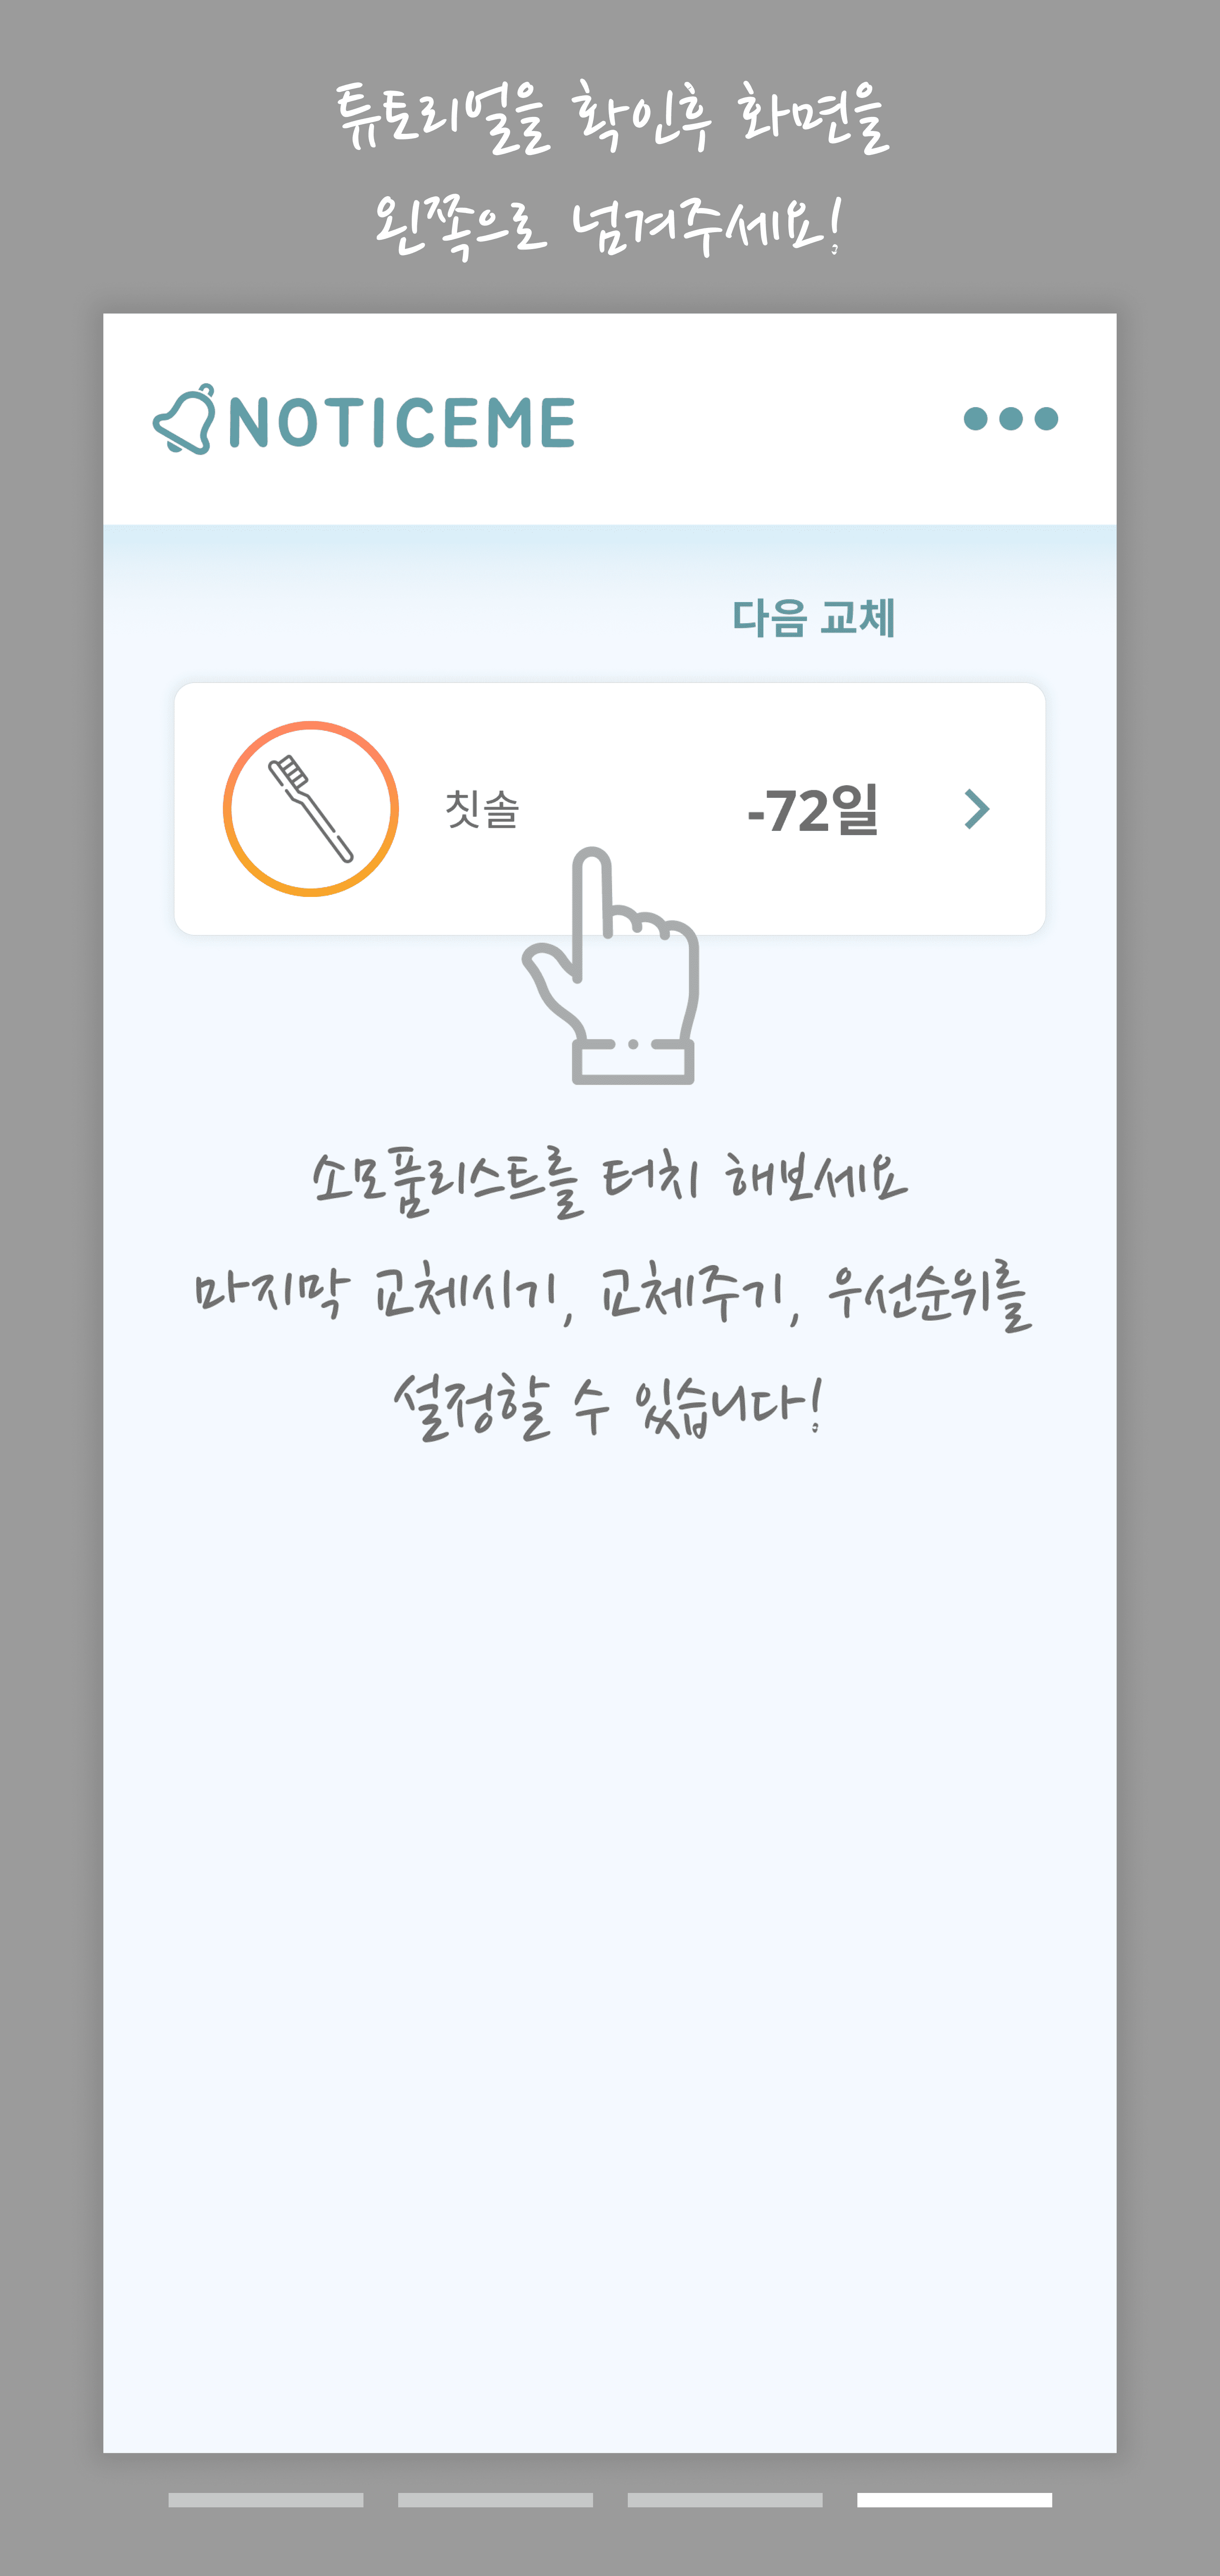 튜토리얼을 확인후 화면을
왼쪽으로 넘겨주세요!
NOTICEME
다음 교체
칫솔 -72일
소모품리스트를 터치 해보세요
마지막 교체시기, 교체주기, 우선순위를
설정할 수 있습니다!